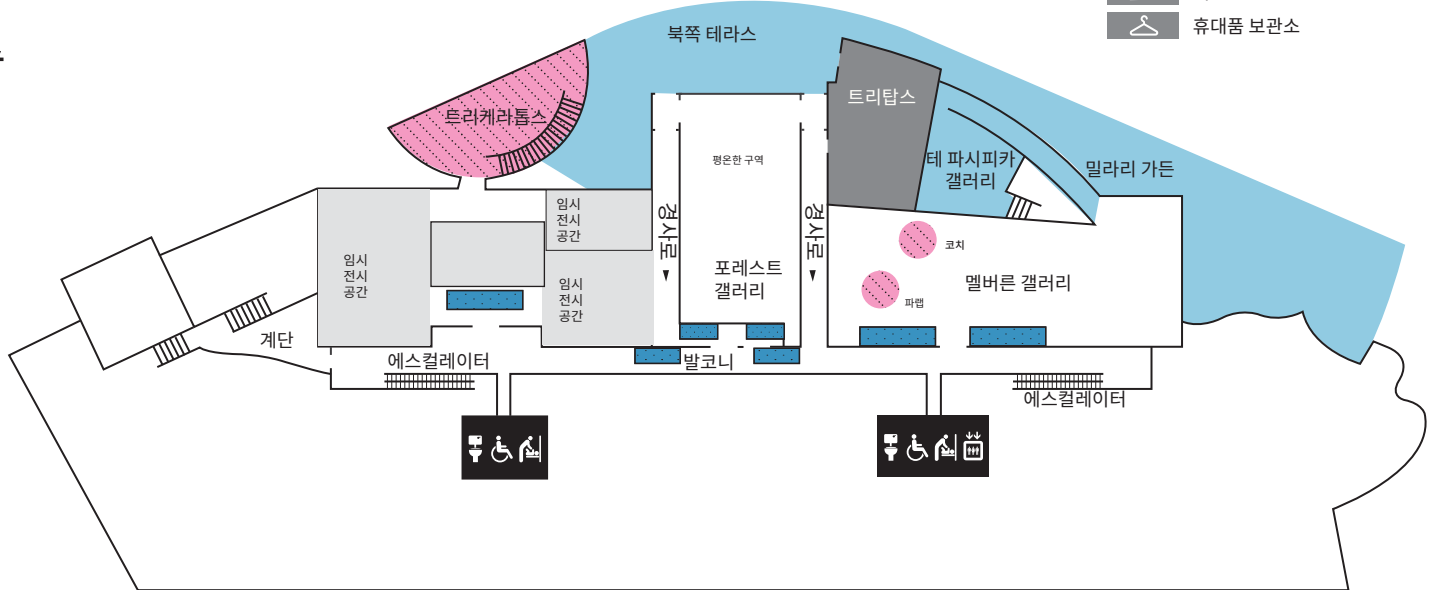 휴대품 보관소
북쪽 테라스
트리케라톱스
트리탑스
평온한 구역
테 파시피카
갤러리
밀라리 가든
임시
전시
공간
임시
전시
공간
임시
전시
공간
경사로
경사로
포레스트
갤러리
코치
파랩
멜버른 갤러리
계단
에스컬레이터
발코니
에스컬레이터